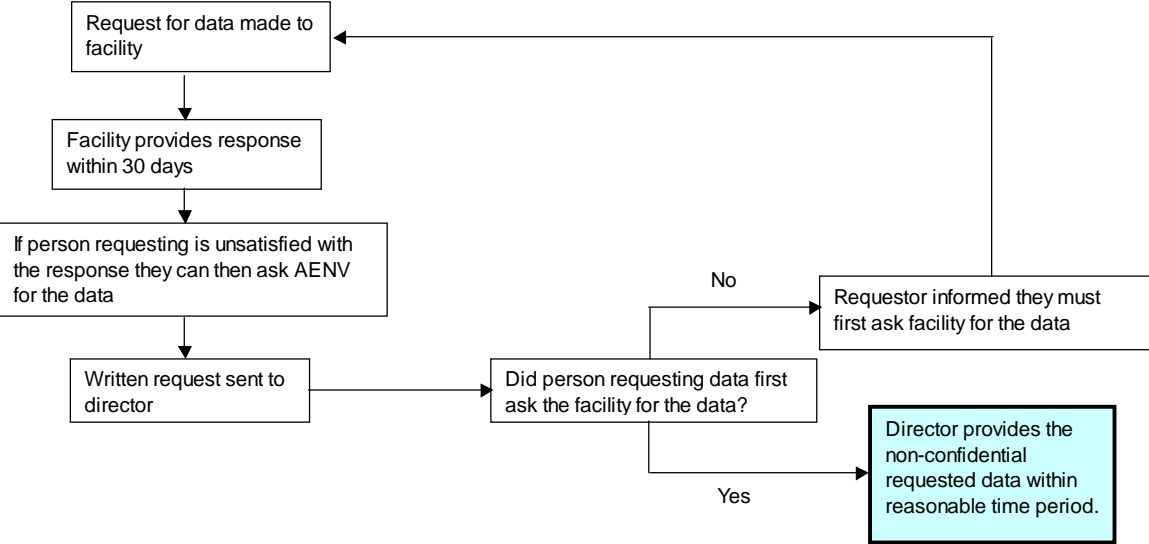 Request for data made to
facility
Facility provides response
within 30 days
If person requesting is unsatisfied with
the response they can then ask AENV
for the data
Written request sent to
director
Did person requesting data first
ask the facility for the data?
No
Requestor informed they must
first ask facility for the data
Yes
Director provides the
non-confidential
requested data within
reasonable time period.